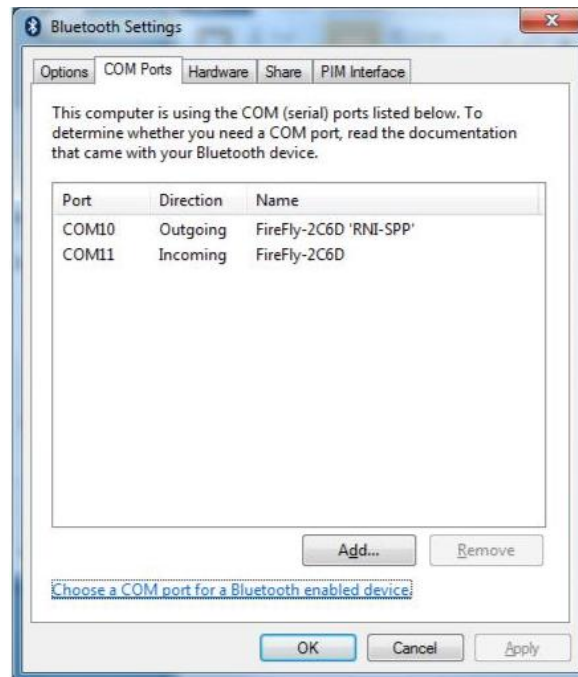 Bluetooth Settings
Options COM Ports Hardware Share PIM Interface
This computer is using the COM (serial) ports listed below. To
determine whether you need a COM port, read the documentation
that came with your Bluetooth device.
Port Direction Name
COM10 Outgoing FireFly-2C6D 'RNI-SPP'
COM11 Incoming FireFly-2C6D
Add... Remove
Choose a COM port for a Bluetooth enabled device.
OK Cancel Apply